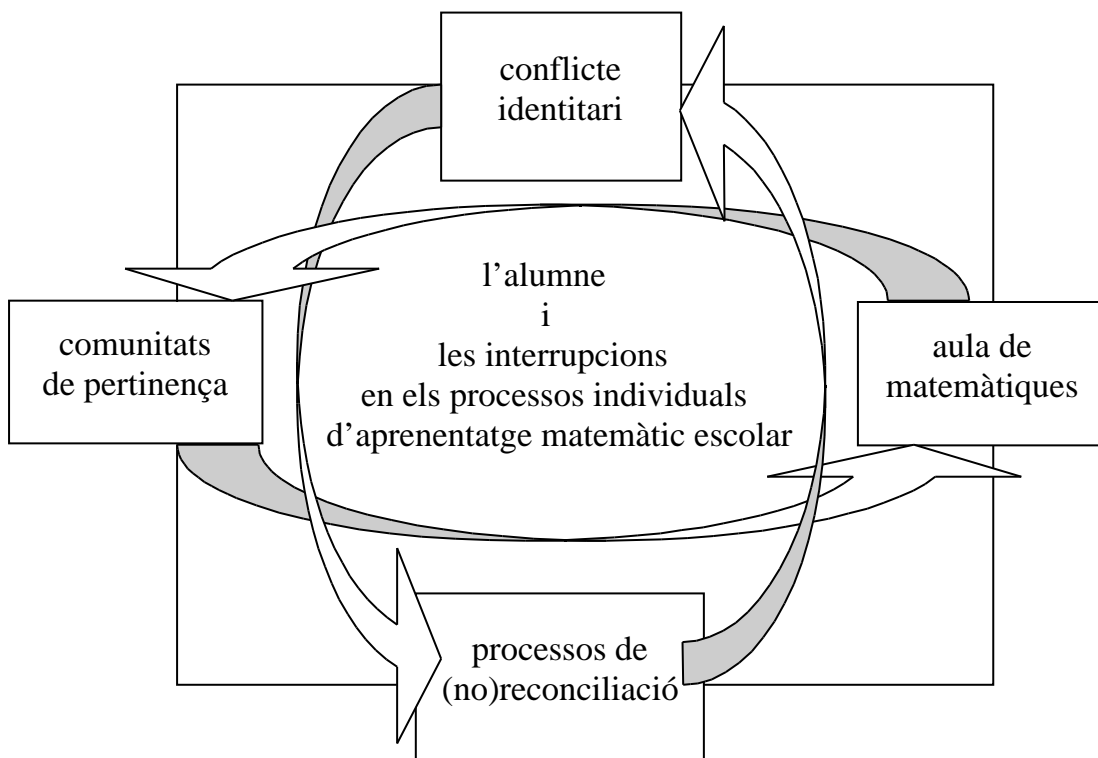 conflicte
identitari
l’alumne
i
les interrupcions
en els processos individuals
d’aprenentatge matemàtic escolar
comunitats
de pertinença
aula de
matemàtiques
processos de
(no)reconciliació